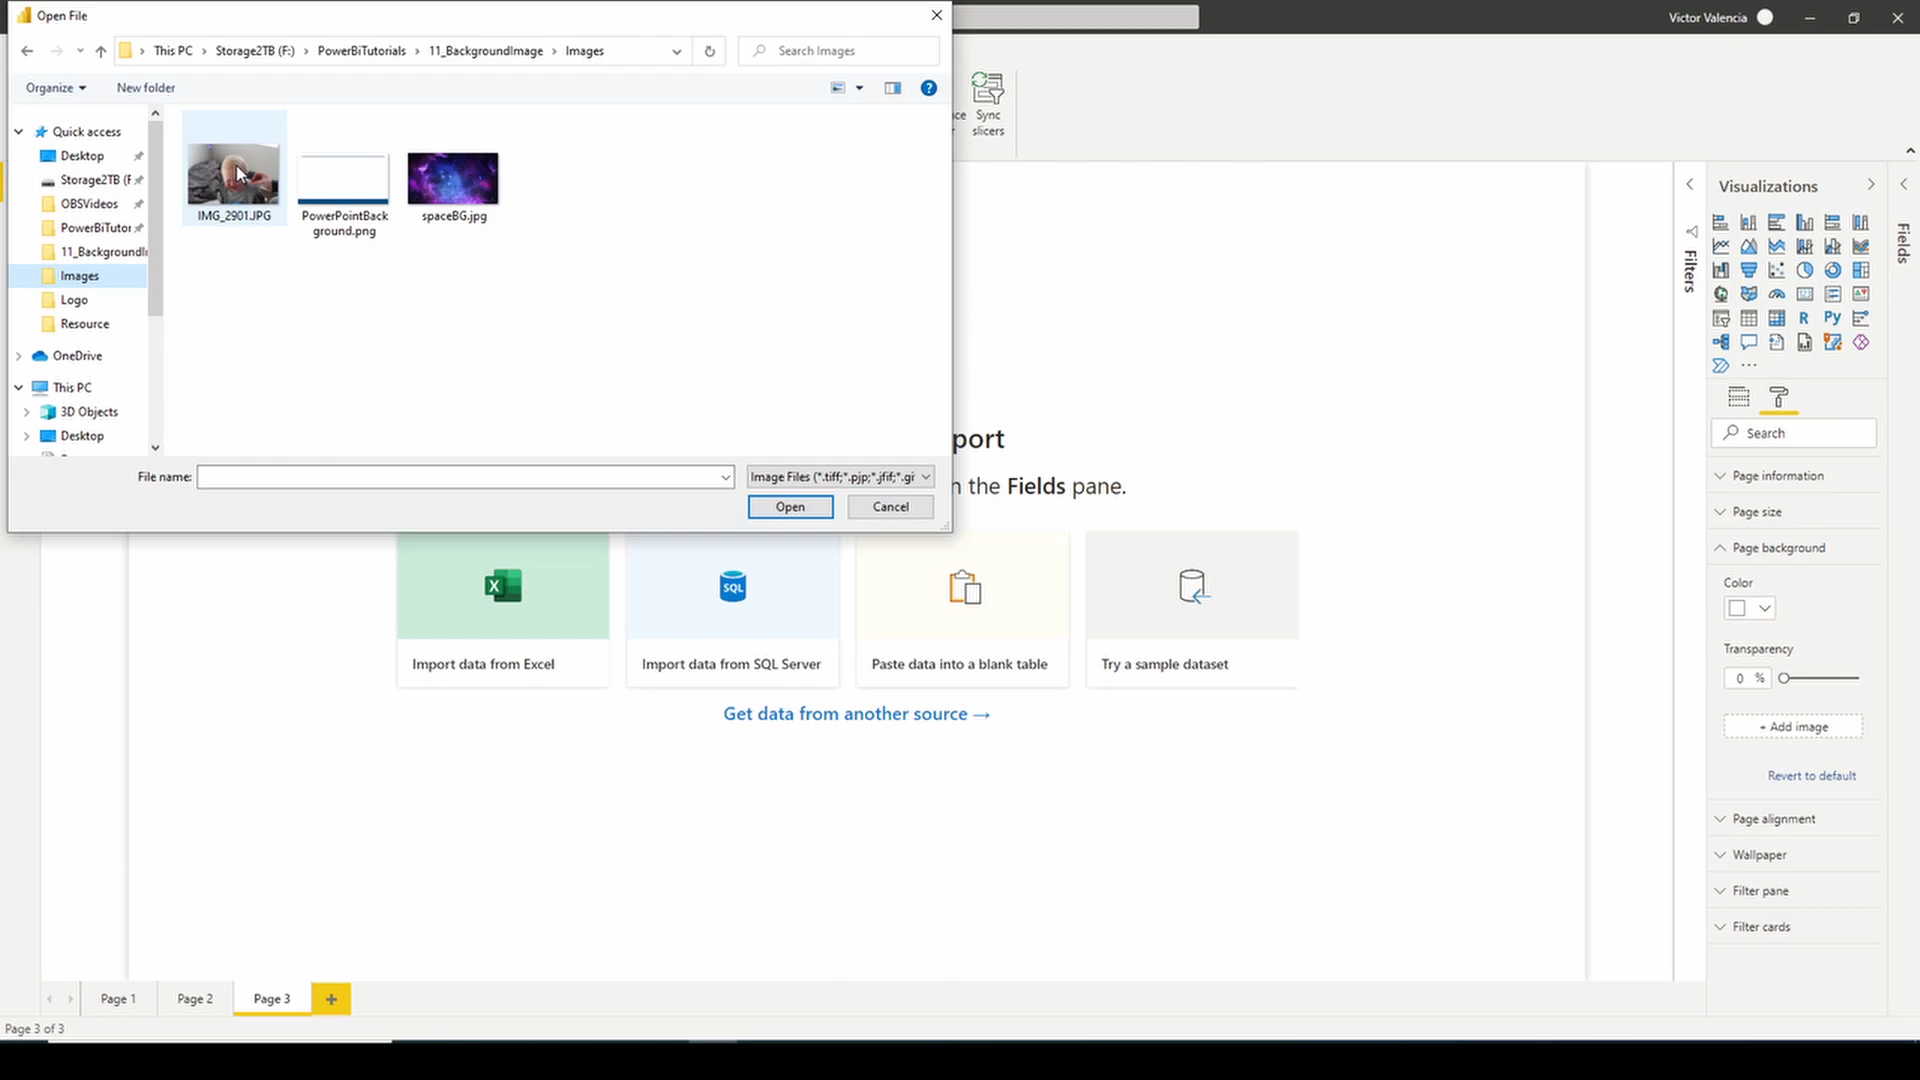 Open File
Victor Valencia
This PC
Storage2TB (F:)
PowerBiTutorials
11_BackgroundImage
Images
Search Images
Organize
New folder
Sync
slicers
Quick access
Desktop
Storage2TB (F
OBSVideos
PowerBiTutor
11_BackgroundI
Images
Logo
Resource
OneDrive
This PC
3D Objects
Desktop
IMG_2901.JPG
PowerPointBack
ground.png
spaceBG.jpg
File name:
Image Files (*.tiff;*.pjp;*.jfif;*.gi
Open
Cancel
port
n the Fields pane.
X
SQL
Import data from Excel
Import data from SQL Server
Paste data into a blank table
Try a sample dataset
Get data from another source →
Filters
Visualizations
Fields
R
Py
Search
Page information
Page size
Page background
Color
Transparency
0 %
+ Add image
Revert to default
Page alignment
Wallpaper
Filter pane
Filter cards
Page 1
Page 2
Page 3
+
Page 3 of 3